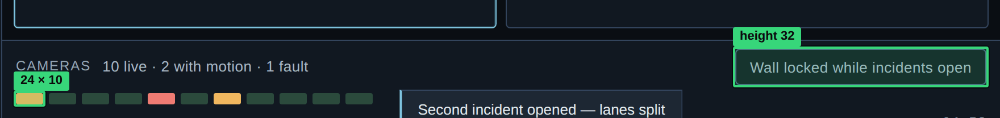 height 32
CAMERAS 10 live · 2 with motion · 1 fault
Wall locked while incidents open
24 × 10
Second incident opened — lanes split